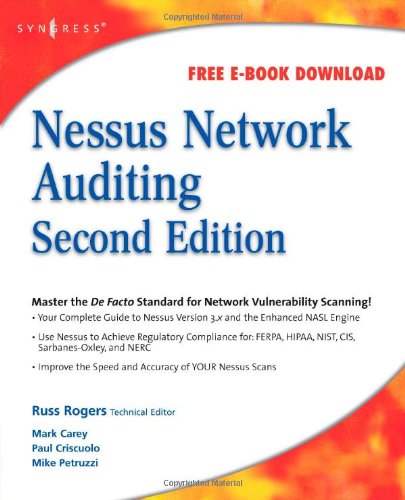 SYNGRESS®
FREE E-BOOK DOWNLOAD
Nessus Network
Auditing
Second Edition
Master the De Facto Standard for Network Vulnerability Scanning!
• Your Complete Guide to Nessus Version 3.x and the Enhanced NASL Engine
• Use Nessus to Achieve Regulatory Compliance for: FERPA, HIPAA, NIST, CIS,
Sarbanes-Oxley, and NERC
• Improve the Speed and Accuracy of YOUR Nessus Scans
Russ Rogers Technical Editor
Mark Carey
Paul Criscuolo
Mike Petruzzi
Copyrighted Material